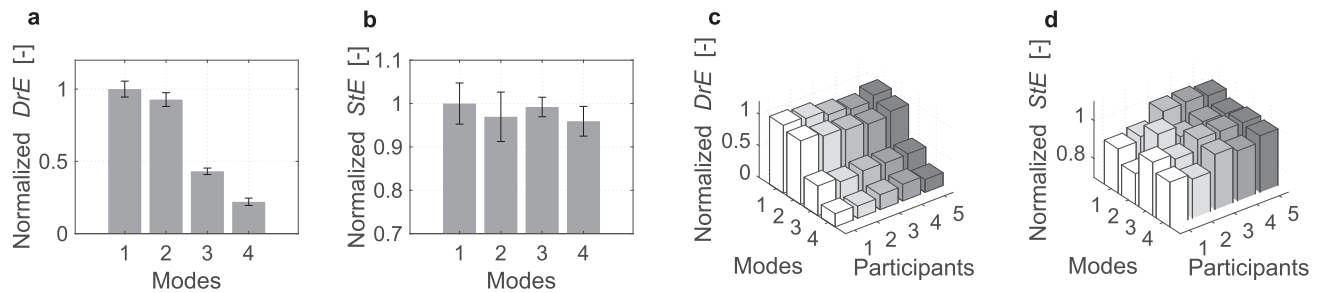 a
Normalized DrE [-]
1
0.5
0
1 2 3 4
Modes
b
Normalized StE [-]
1.1
1
0.9
0.8
0.7
1 2 3 4
Modes
c
Normalized DrE [-]
1
0.5
0
1 2 3 4
Modes
1 2 3 4 5
Participants
d
Normalized StE [-]
1
0.8
1 2 3 4
Modes
1 2 3 4 5
Participants